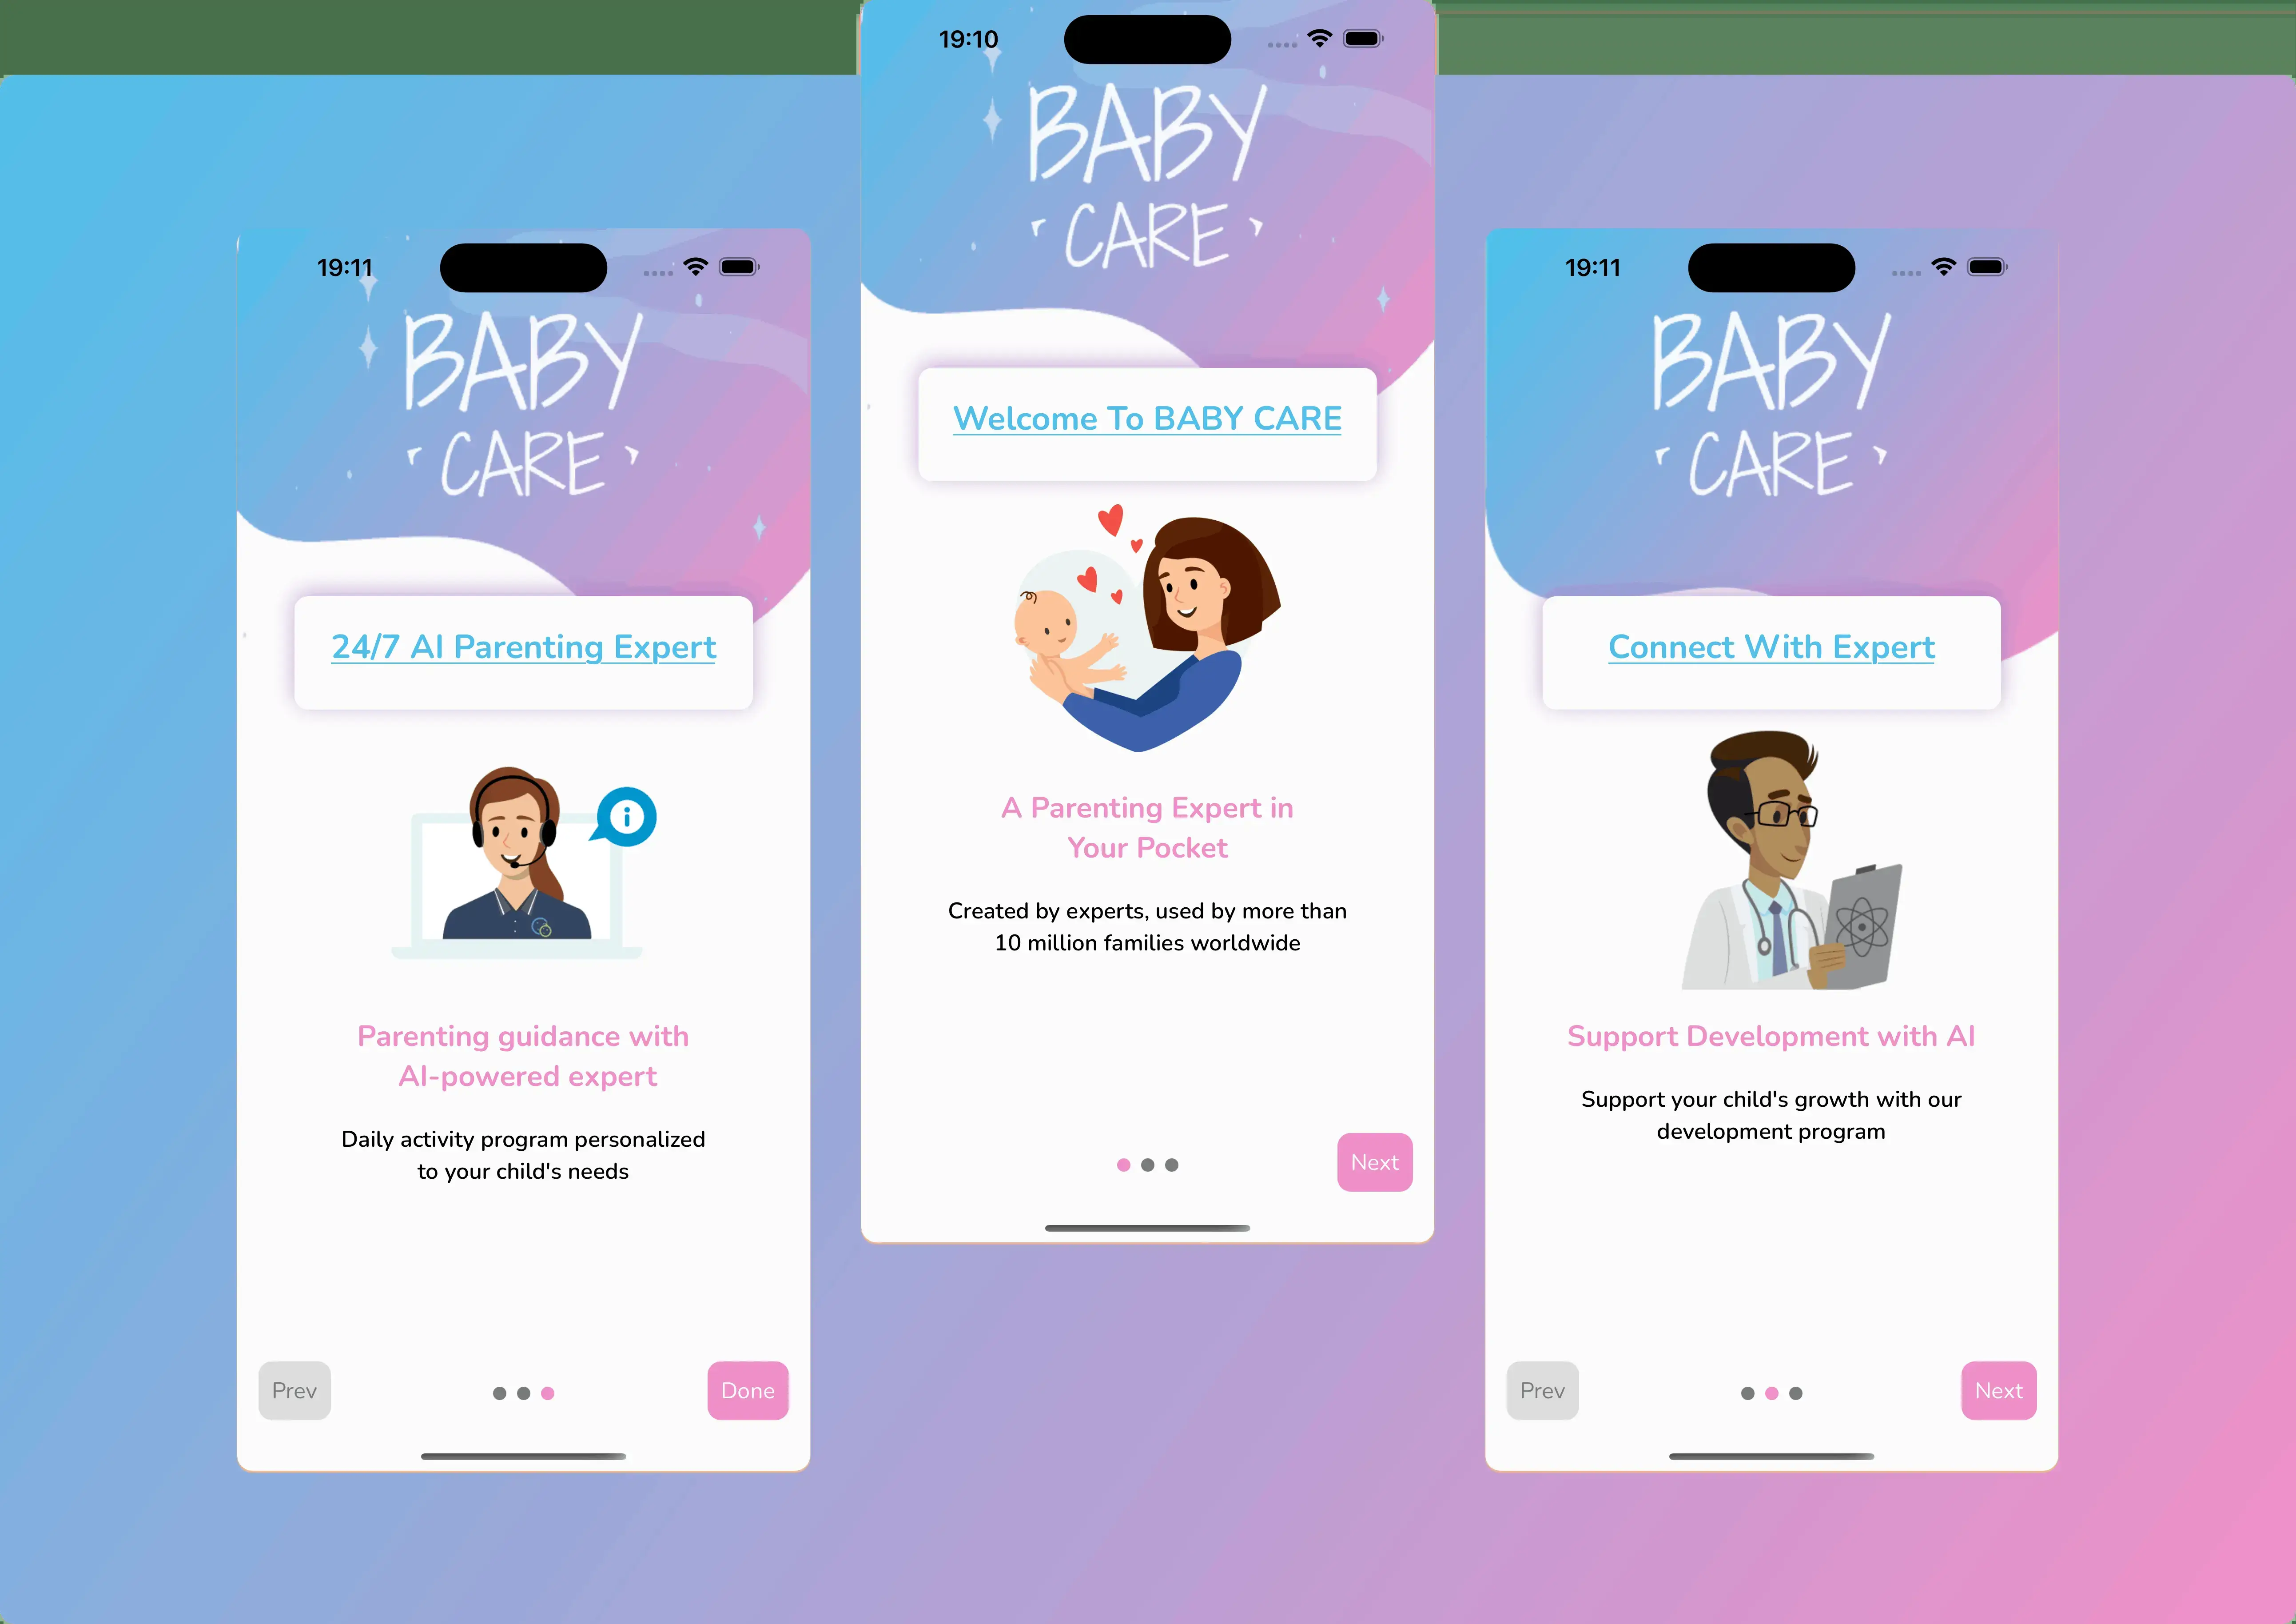 19:11
BABY
CARE
24/7 AI Parenting Expert
Parenting guidance with
AI-powered expert
Daily activity program personalized
to your child's needs
Prev
Done
19:10
BABY
CARE
Welcome To BABY CARE
A Parenting Expert in
Your Pocket
Created by experts, used by more than
10 million families worldwide
Next
19:11
BABY
CARE
Connect With Expert
Support Development with AI
Support your child's growth with our
development program
Prev
Next